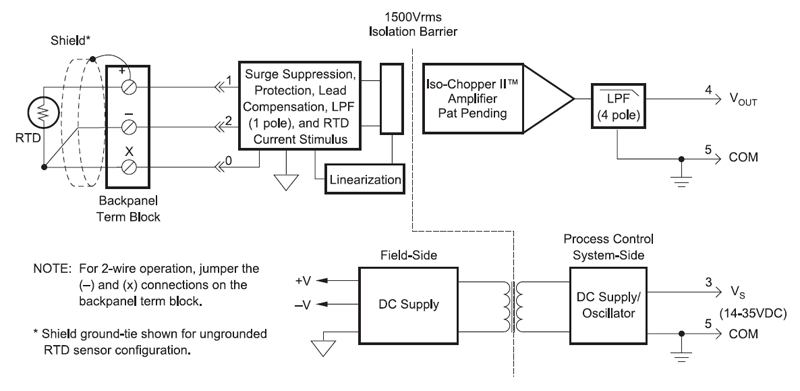 1500Vrms
Isolation Barrier
Shield*
+
1
Surge Suppression,
Protection, Lead
Compensation, LPF
(1 pole), and RTD
Current Stimulus
Iso-Chopper II™
Amplifier
Pat Pending
LPF
(4 pole)
4
VOUT
RTD
–
2
X
0
5
COM
Linearization
Backpanel
Term Block
Field-Side
Process Control
System-Side
NOTE: For 2-wire operation, jumper the
(–) and (x) connections on the
backpanel term block.
+V
–V
DC Supply
DC Supply/
Oscillator
3
VS
(14-35VDC)
5
COM
* Shield ground-tie shown for ungrounded
RTD sensor configuration.